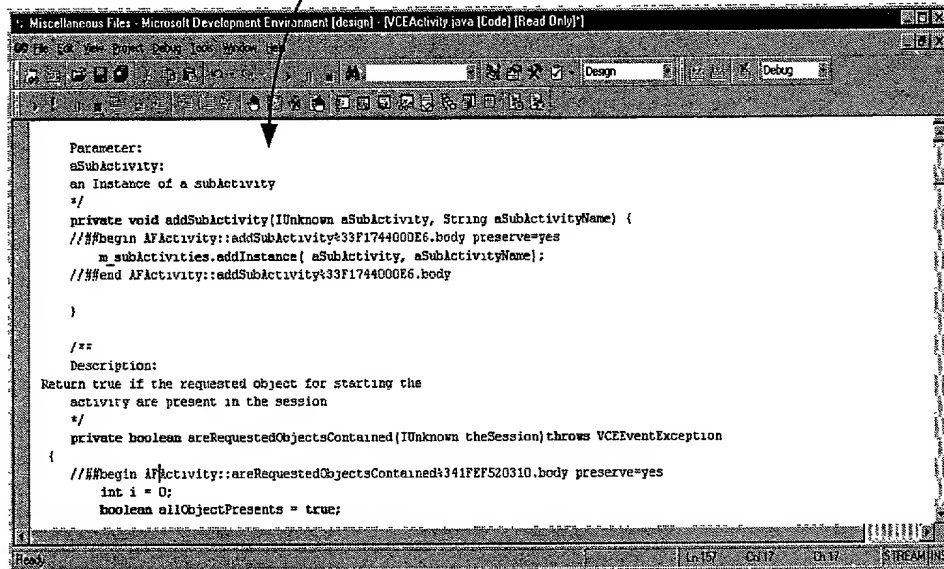 Miscellaneous Files - Microsoft Development Environment [design] - [VCEActivity.java [Code] [Read Only]*]
File Edit View Project Debug Tools Window Help
Design
Debug
Parameter:
aSubActivity:
an Instance of a subActivity
*/
private void addSubActivity(IUnknown aSubActivity, String aSubActivityName) {
//##begin AFActivity::addSubActivity%33F1744000E6.body preserve=yes
m_subActivities.addInstance( aSubActivity, aSubActivityName);
//##end AFActivity::addSubActivity%33F1744000E6.body
}
/**
Description:
Return true if the requested object for starting the
activity are present in the session
*/
private boolean areRequestedObjectsContained(IUnknown theSession)throws VCEEventException
{
//##begin AFActivity::areRequestedObjectsContained%341FEF520310.body preserve=yes
int i = 0;
boolean allObjectPresents = true;
Ready
Ln 157 Col 17 Ch 17 STREAM INS